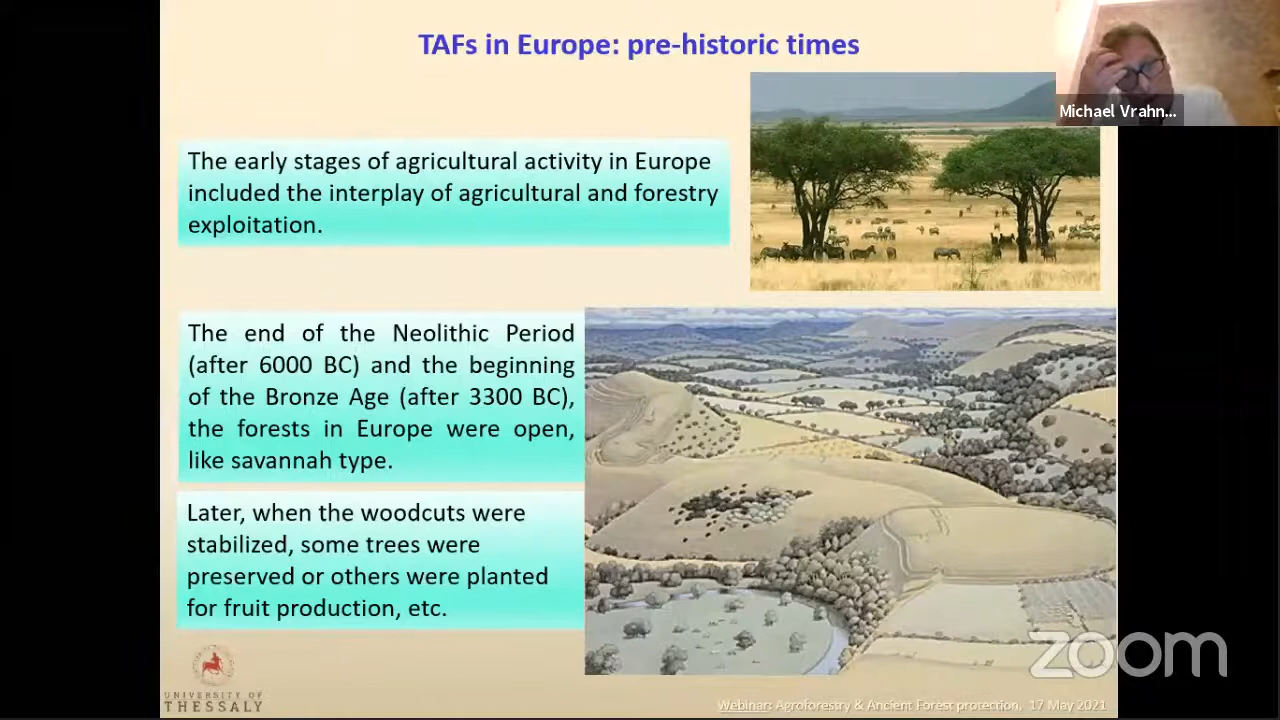 TAFs in Europe: pre-historic times
Michael Vrahn...
The early stages of agricultural activity in Europe
included the interplay of agricultural and forestry
exploitation.
The end of the Neolithic Period
(after 6000 BC) and the beginning
of the Bronze Age (after 3300 BC),
the forests in Europe were open,
like savannah type.
Later, when the woodcuts were
stabilized, some trees were
preserved or others were planted
for fruit production, etc.
zoom
UNIVERSITY OF
THESSALY
Webinar: Agroforestry & Ancient Forest protection, 17 May 2021